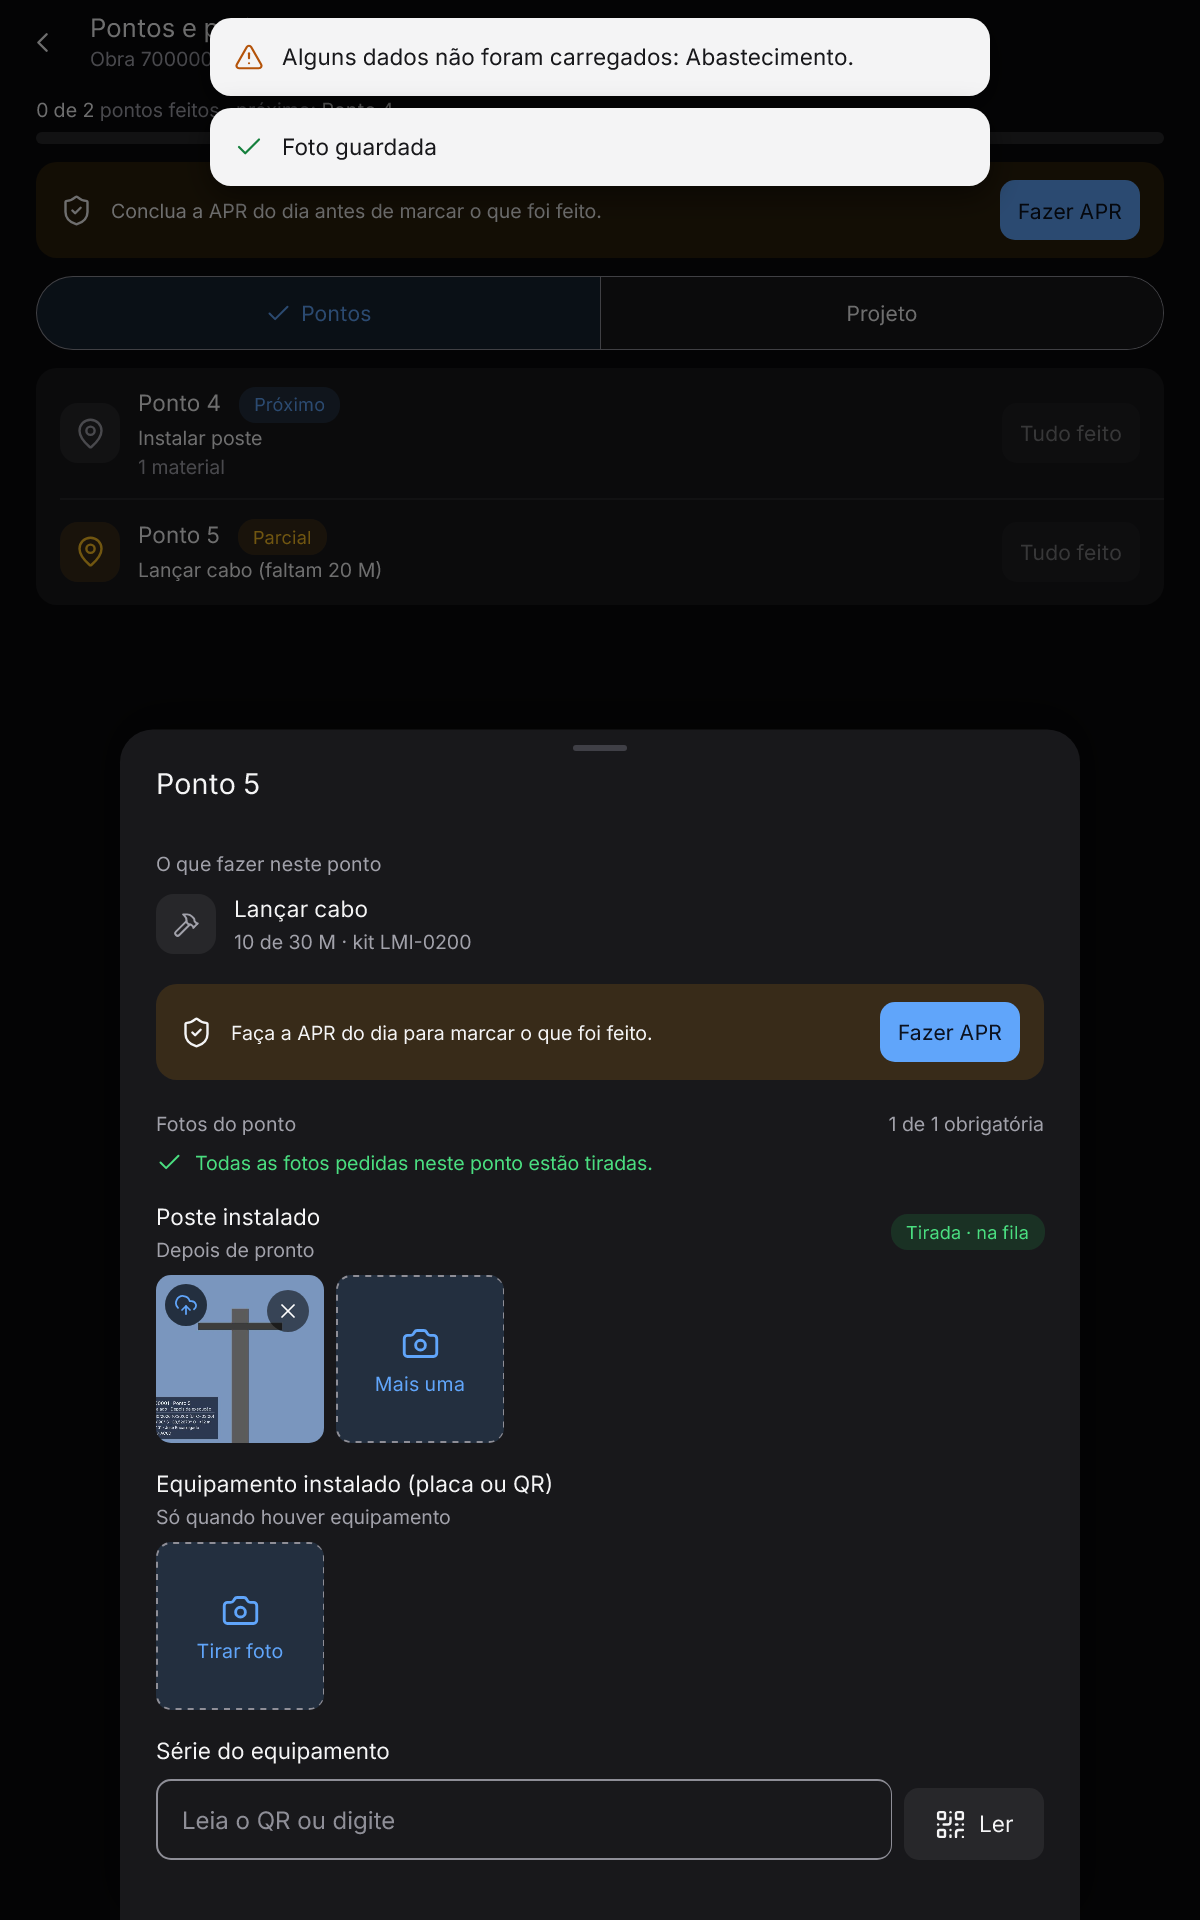 Pontos e
Obra 700000
Alguns dados não foram carregados: Abastecimento.
0 de 2 pontos feitos
Foto guardada
Conclua a APR do dia antes de marcar o que foi feito.
Fazer APR
Pontos
Projeto
Ponto 4
Próximo
Instalar poste
1 material
Tudo feito
Ponto 5
Parcial
Lançar cabo (faltam 20 M)
Tudo feito
Ponto 5
O que fazer neste ponto
Lançar cabo
10 de 30 M · kit LMI-0200
Faça a APR do dia para marcar o que foi feito.
Fazer APR
Fotos do ponto
1 de 1 obrigatória
Todas as fotos pedidas neste ponto estão tiradas.
Poste instalado
Depois de pronto
Tirada · na fila
Mais uma
Equipamento instalado (placa ou QR)
Só quando houver equipamento
Tirar foto
Série do equipamento
Leia o QR ou digite
Ler